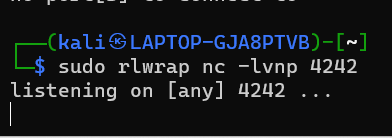 ┌──(kali㉿LAPTOP-GJA8PTVB)-[~]
└─$ sudo rlwrap nc -lvnp 4242
listening on [any] 4242 ...